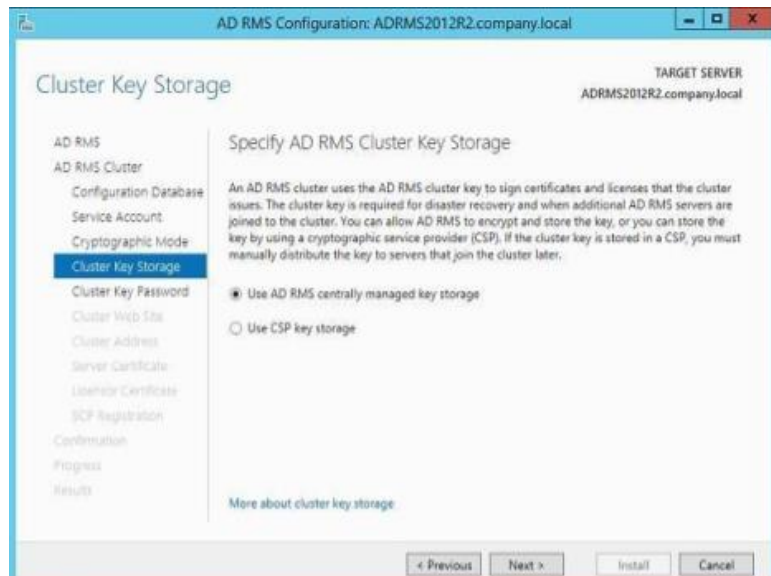 AD RMS Configuration: ADRMS2012R2.company.local
Cluster Key Storage
TARGET SERVER
ADRMS2012R2.company.local
AD RMS
AD RMS Cluster
Configuration Database
Service Account
Cryptographic Mode
Cluster Key Storage
Cluster Key Password
Cluster Web Site
Cluster Address
Server Certificate
Licensor Certificate
SCP Registration
Confirmation
Progress
Results
Specify AD RMS Cluster Key Storage
An AD RMS cluster uses the AD RMS cluster key to sign certificates and licenses that the cluster
issues. The cluster key is required for disaster recovery and when additional AD RMS servers are
joined to the cluster. You can allow AD RMS to encrypt and store the key, or you can store the
key by using a cryptographic service provider (CSP). If the cluster key is stored in a CSP, you must
manually distribute the key to servers that join the cluster later.
Use AD RMS centrally managed key storage
Use CSP key storage
More about cluster key storage
< Previous
Next >
Install
Cancel